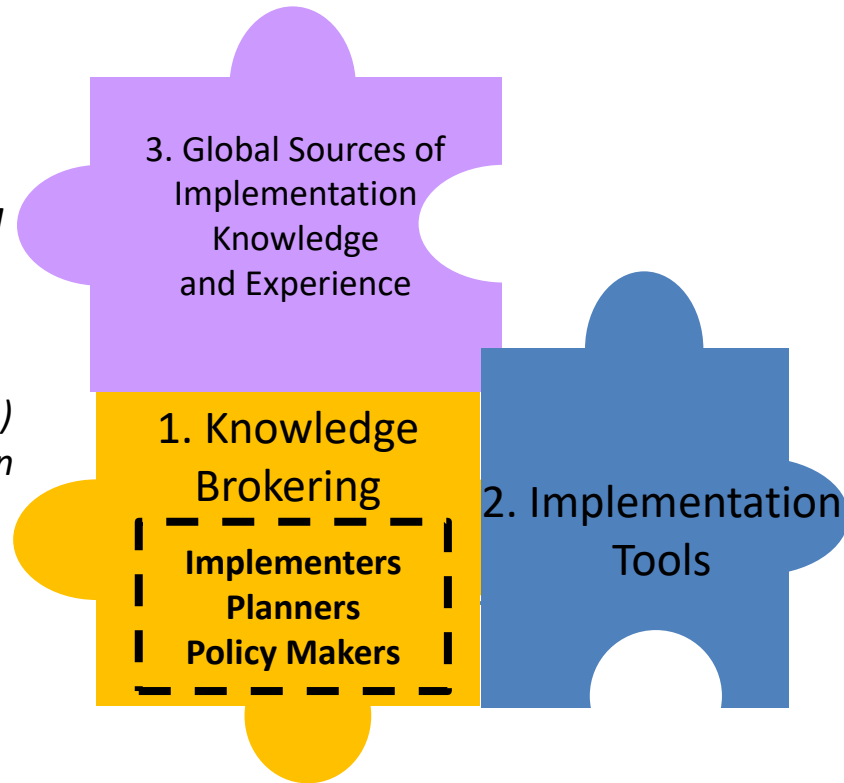 3. Global Sources of
Implementation
Knowledge
and Experience
1. Knowledge
Brokering
Implementers
Planners
Policy Makers
2. Implementation
Tools
)
n